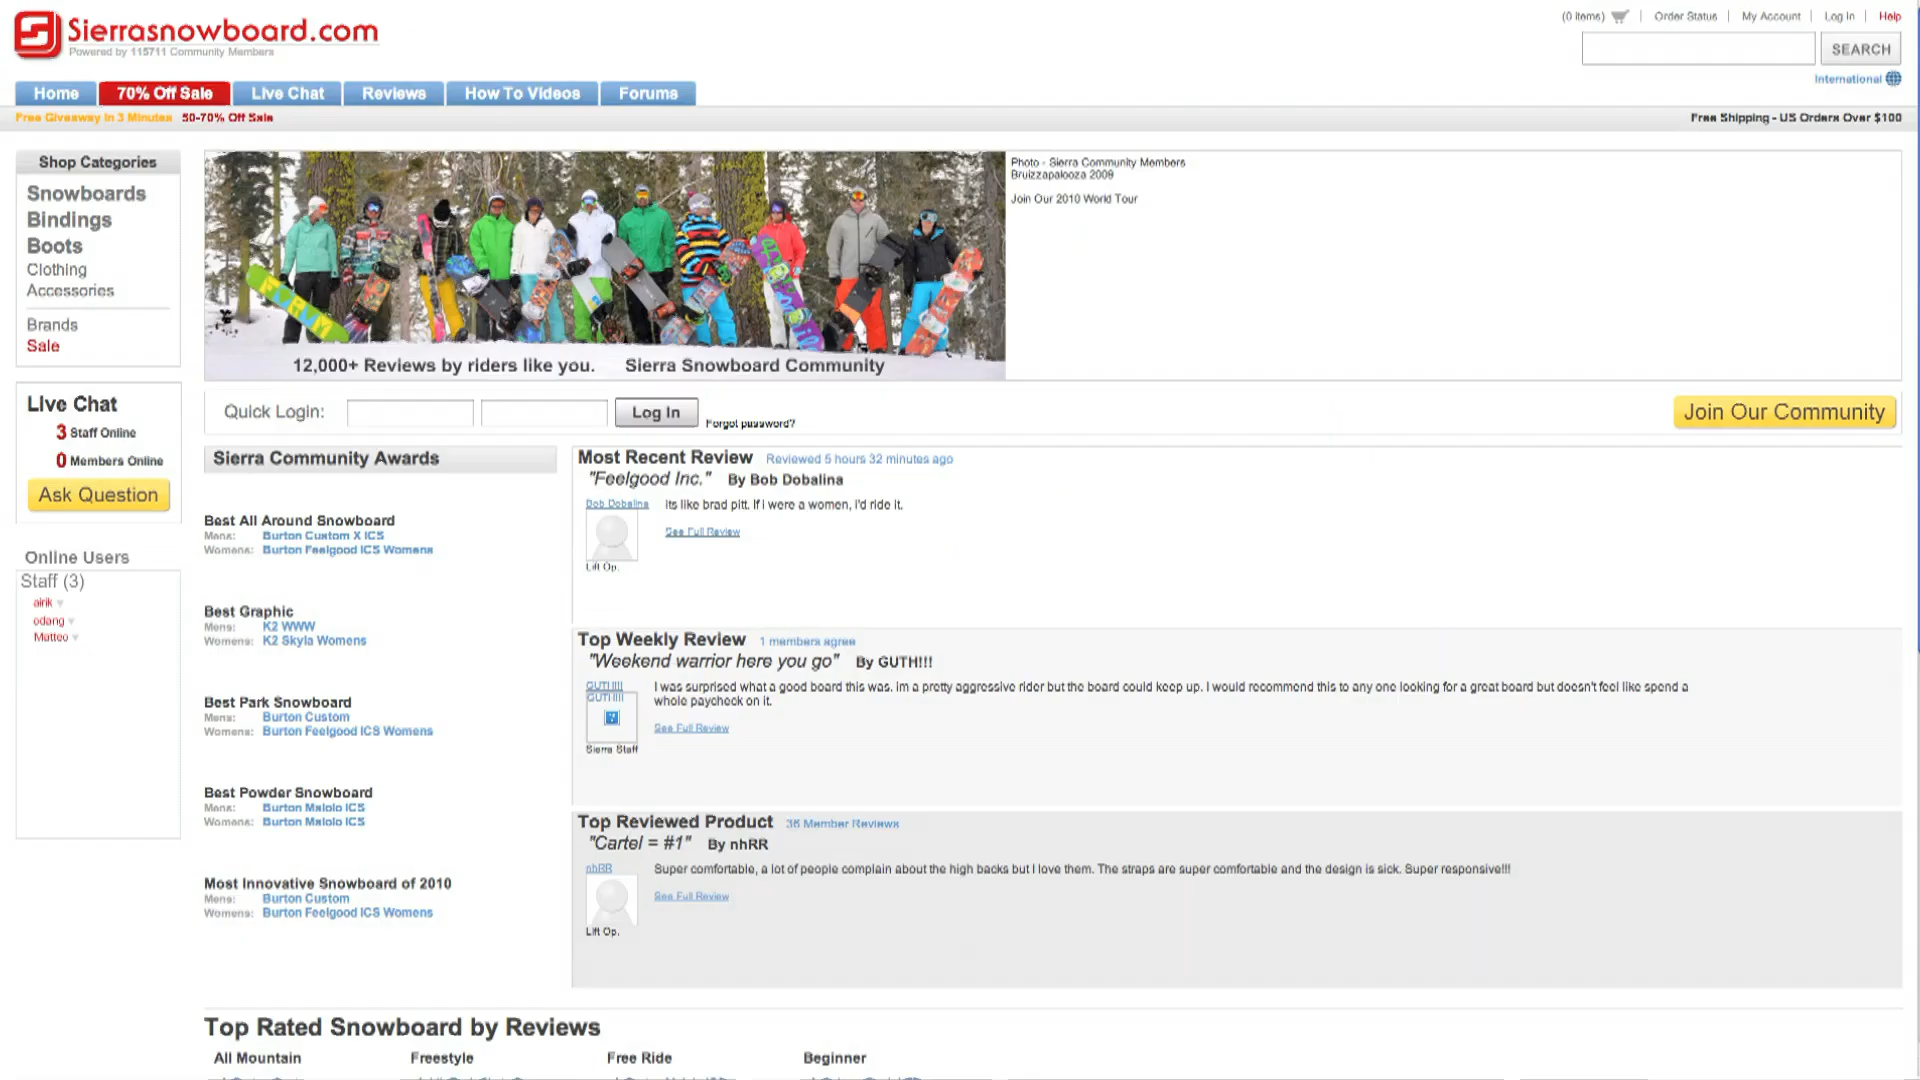 Sierrasnowboard.com
Powered by 115711 Community Members
(0 items) | Order Status | My Account | Log In | Help
SEARCH
International
Home
70% Off Sale
Live Chat
Reviews
How To Videos
Forums
Free Giveaway In 3 Minutes 50-70% Off Sale
Free Shipping - US Orders Over $100
Shop Categories
Snowboards
Bindings
Boots
Clothing
Accessories
Brands
Sale
Live Chat
3 Staff Online
0 Members Online
Ask Question
Online Users
Staff (3)
airik
odang
Matteo
FORUM
12,000+ Reviews by riders like you. Sierra Snowboard Community
Photo - Sierra Community Members
Bruizzapalooza 2009
Join Our 2010 World Tour
Quick Login:
Log In
Forgot password?
Join Our Community
Sierra Community Awards
Best All Around Snowboard
Mens: Burton Custom X ICS
Womens: Burton Feelgood ICS Womens
Best Graphic
Mens: K2 WWW
Womens: K2 Skyla Womens
Best Park Snowboard
Mens: Burton Custom
Womens: Burton Feelgood ICS Womens
Best Powder Snowboard
Mens: Burton Malolo ICS
Womens: Burton Malolo ICS
Most Innovative Snowboard of 2010
Mens: Burton Custom
Womens: Burton Feelgood ICS Womens
Most Recent Review Reviewed 5 hours 32 minutes ago
"Feelgood Inc." By Bob Dobalina
Bob Dobalina
Its like brad pitt. If i were a women, i'd ride it.
See Full Review
Lift Op.
Top Weekly Review 1 members agree
"Weekend warrior here you go" By GUTH!!!
GUTH!!!
GUTH!!!
I was surprised what a good board this was. Im a pretty aggressive rider but the board could keep up. I would recommend this to any one looking for a great board but doesn't feel like spend a
whole paycheck on it.
See Full Review
Sierra Staff
Top Reviewed Product 36 Member Reviews
"Cartel = #1" By nhRR
nhRR
Super comfortable, a lot of people complain about the high backs but I love them. The straps are super comfortable and the design is sick. Super responsive!!!
See Full Review
Lift Op.
Top Rated Snowboard by Reviews
All Mountain
Freestyle
Free Ride
Beginner